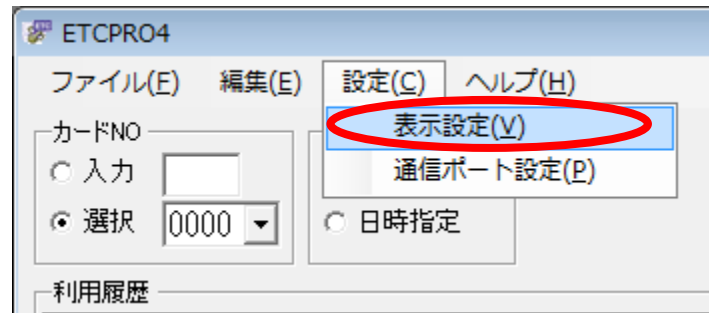 ETCPRO4
ファイル(F) 編集(E) 設定(C) ヘルプ(H)
表示設定(V)
通信ポート設定(P)
カードNO
入力
選択 0000
日時指定
利用履歴